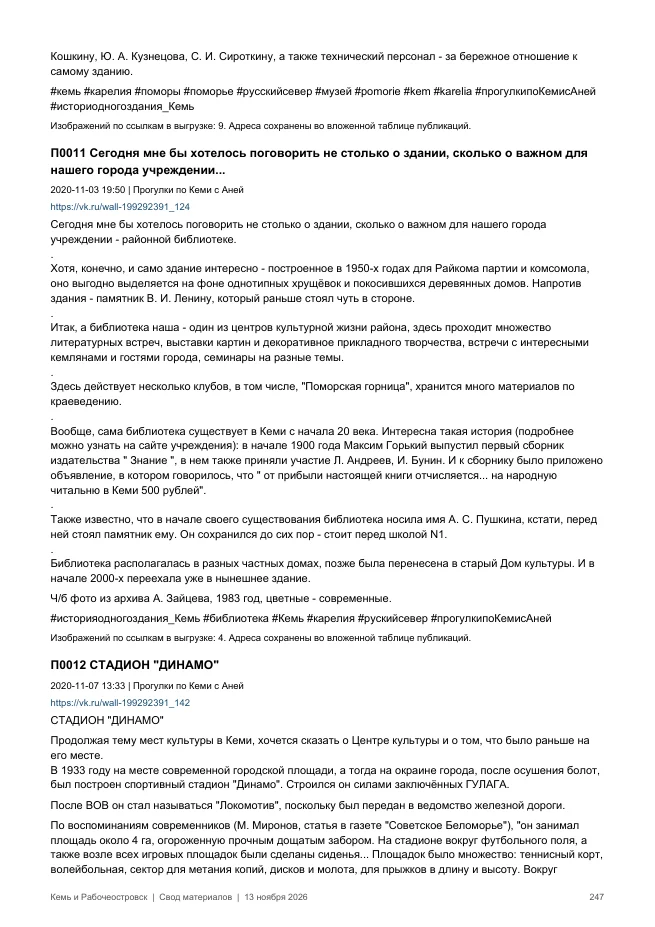 Кошкину, Ю. А. Кузнецова, С. И. Сироткину, а также технический персонал - за бережное отношение к
самому зданию.
#кемь #карелия #поморы #поморье #русскийсевер #музей #pomorie #kem #karelia #прогулкипоКемисАней
#историодногоздания_Кемь
Изображений по ссылкам в выгрузке: 9. Адреса сохранены во вложенной таблице публикаций.
П0011 Сегодня мне бы хотелось поговорить не столько о здании, сколько о важном для
нашего города учреждении...
2020-11-03 19:50 | Прогулки по Кеми с Аней
https://vk.ru/wall-199292391_124
Сегодня мне бы хотелось поговорить не столько о здании, сколько о важном для нашего города
учреждении - районной библиотеке.
.
Хотя, конечно, и само здание интересно - построенное в 1950-х годах для Райкома партии и комсомола,
оно выгодно выделяется на фоне однотипных хрущёвок и покосившихся деревянных домов. Напротив
здания - памятник В. И. Ленину, который раньше стоял чуть в стороне.
.
Итак, а библиотека наша - один из центров культурной жизни района, здесь проходит множество
литературных встреч, выставки картин и декоративное прикладного творчества, встречи с интересными
кемлянами и гостями города, семинары на разные темы.
.
Здесь действует несколько клубов, в том числе, "Поморская горница", хранится много материалов по
краеведению.
.
Вообще, сама библиотека существует в Кеми с начала 20 века. Интересна такая история (подробнее
можно узнать на сайте учреждения): в начале 1900 года Максим Горький выпустил первый сборник
издательства " Знание ", в нем также приняли участие Л. Андреев, И. Бунин. И к сборнику было приложено
объявление, в котором говорилось, что " от прибыли настоящей книги отчисляется... на народную
читальню в Кеми 500 рублей".
.
Также известно, что в начале своего существования библиотека носила имя А. С. Пушкина, кстати, перед
ней стоял памятник ему. Он сохранился до сих пор - стоит перед школой N1.
.
Библиотека располагалась в разных частных домах, позже была перенесена в старый Дом культуры. И в
начале 2000-х переехала уже в нынешнее здание.
Ч/б фото из архива А. Зайцева, 1983 год, цветные - современные.
#историяодногоздания_Кемь #библиотека #Кемь #карелия #рускийсевер #прогулкипоКемисАней
Изображений по ссылкам в выгрузке: 4. Адреса сохранены во вложенной таблице публикаций.
П0012 СТАДИОН "ДИНАМО"
2020-11-07 13:33 | Прогулки по Кеми с Аней
https://vk.ru/wall-199292391_142
СТАДИОН "ДИНАМО"
Продолжая тему мест культуры в Кеми, хочется сказать о Центре культуры и о том, что было раньше на
его месте.
В 1933 году на месте современной городской площади, а тогда на окраине города, после осушения болот,
был построен спортивный стадион "Динамо". Строился он силами заключённых ГУЛАГА.
После ВОВ он стал называться "Локомотив", поскольку был передан в ведомство железной дороги.
По воспоминаниям современников (М. Миронов, статья в газете "Советское Беломорье"), "он занимал
площадь около 4 га, огороженную прочным дощатым забором. На стадионе вокруг футбольного поля, а
также возле всех игровых площадок были сделаны сиденья... Площадок было множество: теннисный корт,
волейбольная, сектор для метания копий, дисков и молота, для прыжков в длину и высоту. Вокруг
Кемь и Рабочеостровск | Свод материалов | 13 ноября 2026
247